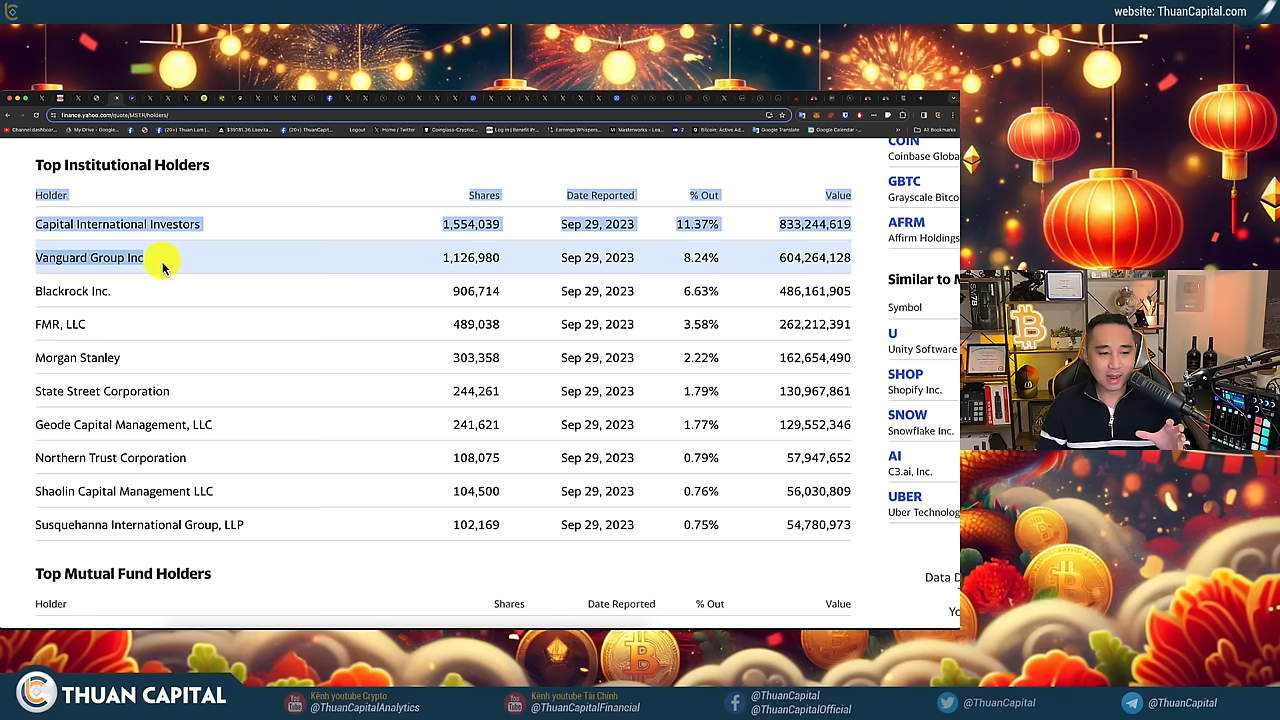 website: ThuanCapital.com
finance.yahoo.com/quote/MSTR/holders/
Top Institutional Holders
Holder Shares Date Reported % Out Value
Capital International Investors 1,554,039 Sep 29, 2023 11.37% 833,244,619
Vanguard Group Inc 1,126,980 Sep 29, 2023 8.24% 604,264,128
Blackrock Inc. 906,714 Sep 29, 2023 6.63% 486,161,905
FMR, LLC 489,038 Sep 29, 2023 3.58% 262,212,391
Morgan Stanley 303,358 Sep 29, 2023 2.22% 162,654,490
State Street Corporation 244,261 Sep 29, 2023 1.79% 130,967,861
Geode Capital Management, LLC 241,621 Sep 29, 2023 1.77% 129,552,346
Northern Trust Corporation 108,075 Sep 29, 2023 0.79% 57,947,652
Shaolin Capital Management LLC 104,500 Sep 29, 2023 0.76% 56,030,809
Susquehanna International Group, LLP 102,169 Sep 29, 2023 0.75% 54,780,973
Top Mutual Fund Holders
Holder Shares Date Reported % Out Value
COIN
Coinbase Globa
GBTC
Grayscale Bitco
AFRM
Affirm Holdings
Similar to
Symbol
U
Unity Software
SHOP
Shopify Inc.
SNOW
Snowflake Inc.
AI
C3.ai, Inc.
UBER
Uber Technolog
Data D
Yo
THUAN CAPITAL
Kênh youtube Crypto
@ThuanCapitalAnalytics
Kênh youtube Tài Chính
@ThuanCapitalFinancial
@ThuanCapital
@ThuanCapitalOfficial
@ThuanCapital
@ThuanCapital